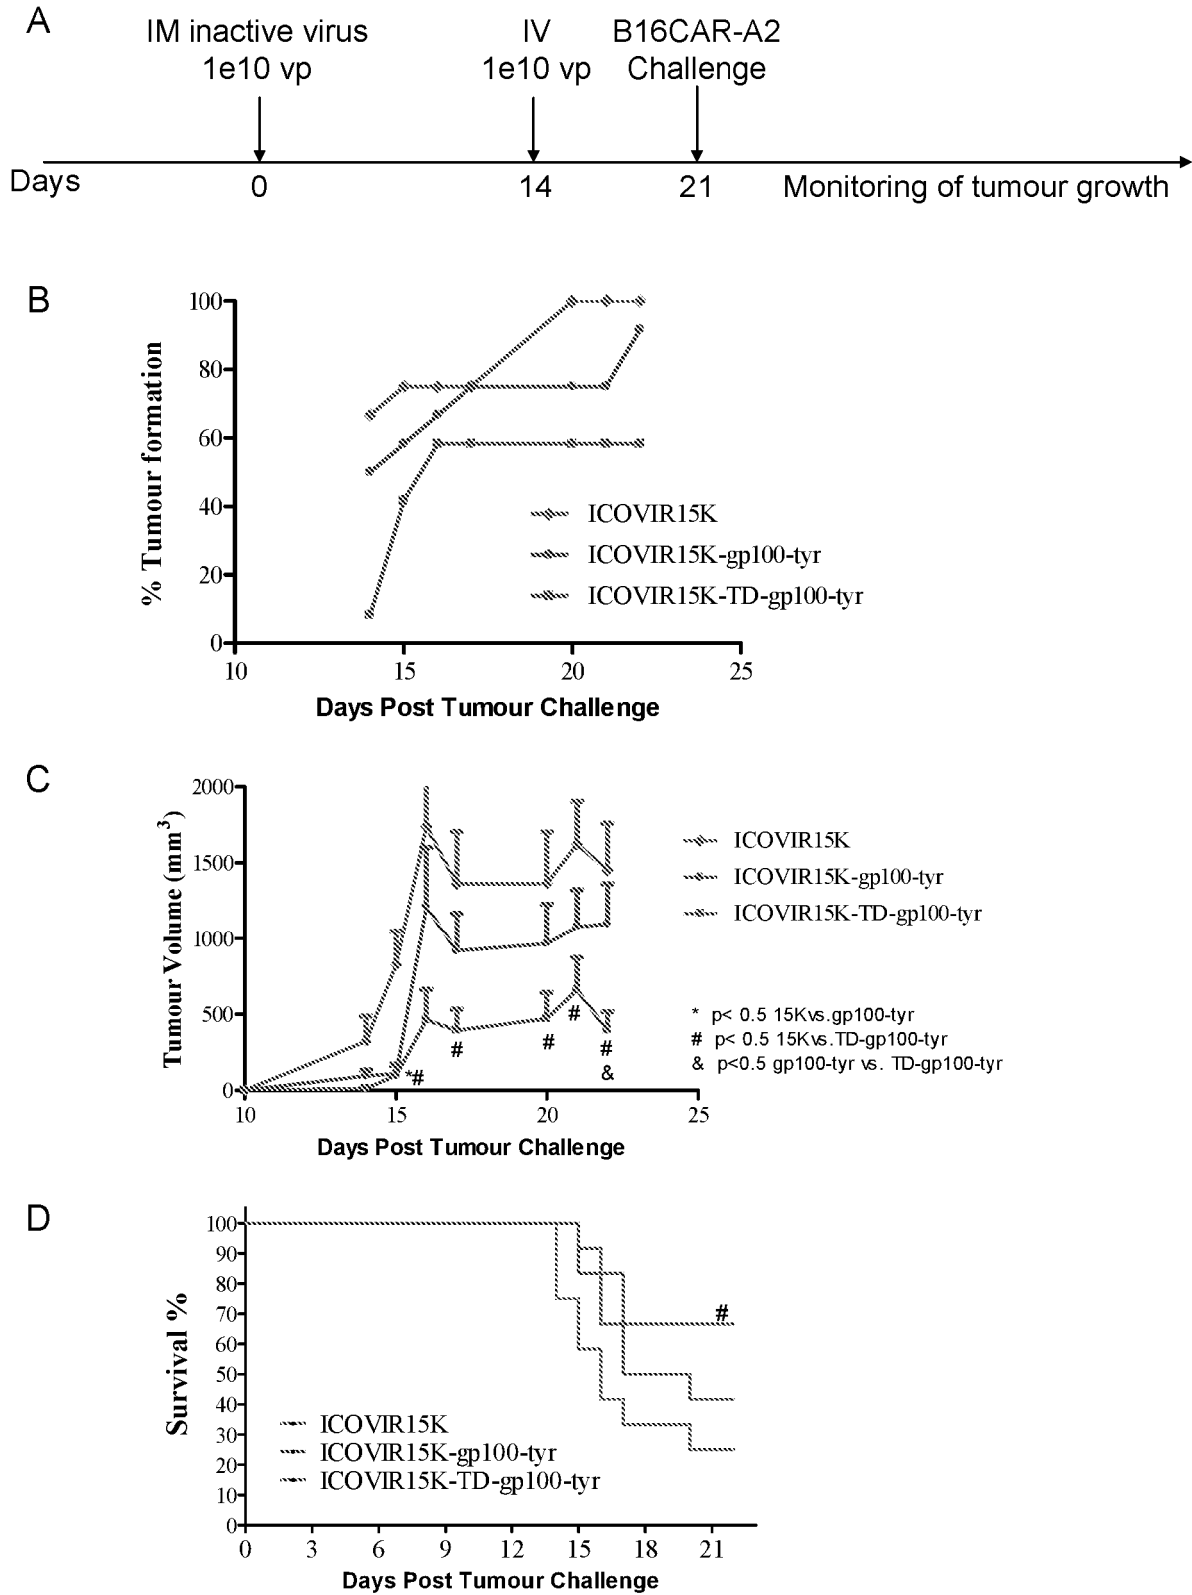 A
IM inactive virus
1e10 vp
IV
1e10 vp
B16CAR-A2
Challenge
Days
0
14
21
Monitoring of tumour growth
B
% Tumour formation
100
80
60
40
20
0
10
15
20
25
Days Post Tumour Challenge
ICOVIR15K
ICOVIR15K-gp100-tyr
ICOVIR15K-TD-gp100-tyr
C
Tumour Volume (mm³)
2000
1500
1000
500
0
10
15
20
25
Days Post Tumour Challenge
*#
#
#
#
#
&
ICOVIR15K
ICOVIR15K-gp100-tyr
ICOVIR15K-TD-gp100-tyr
* p< 0.5 15Kvs.gp100-tyr
# p< 0.5 15Kvs.TD-gp100-tyr
& p<0.5 gp100-tyr vs. TD-gp100-tyr
D
Survival %
100
90
80
70
60
50
40
30
20
10
0
0
3
6
9
12
15
18
21
Days Post Tumour Challenge
#
ICOVIR15K
ICOVIR15K-gp100-tyr
ICOVIR15K-TD-gp100-tyr